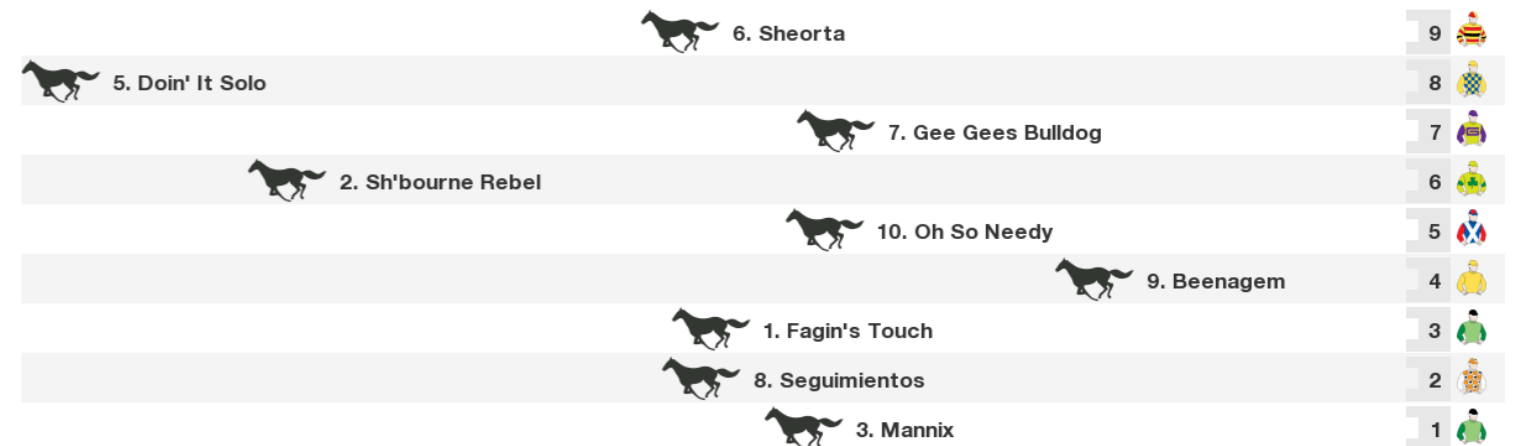 6. Sheorta 9
5. Doin' It Solo 8
7. Gee Gees Bulldog 7
2. Sh'bourne Rebel 6
10. Oh So Needy 5
9. Beenagem 4
1. Fagin's Touch 3
8. Seguimientos 2
3. Mannix 1